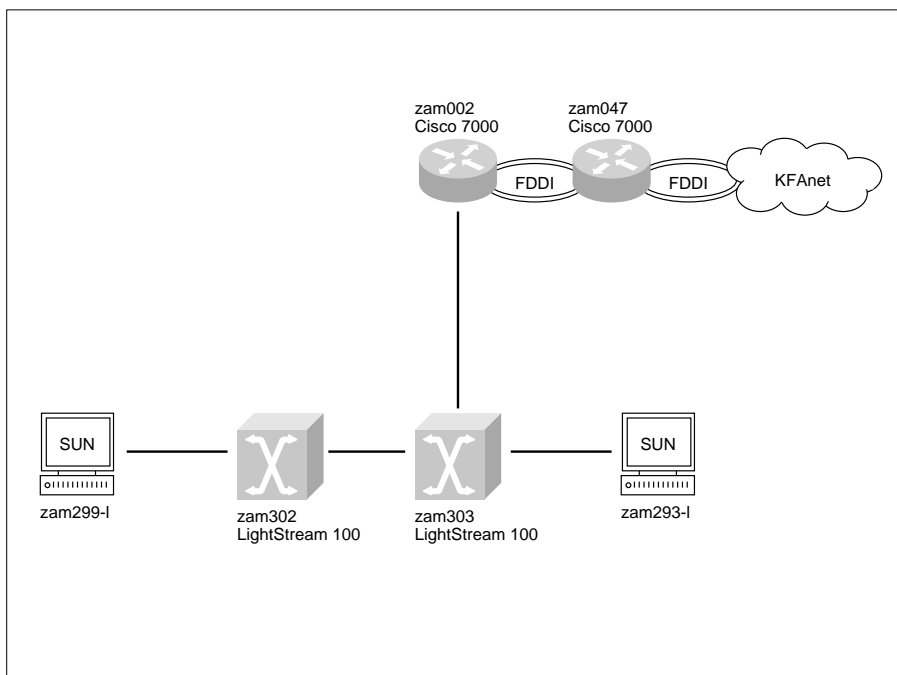 zam002
Cisco 7000
zam047
Cisco 7000
FDDI
FDDI
KFAnet
SUN
zam299-I
zam302
LightStream 100
zam303
LightStream 100
SUN
zam293-I